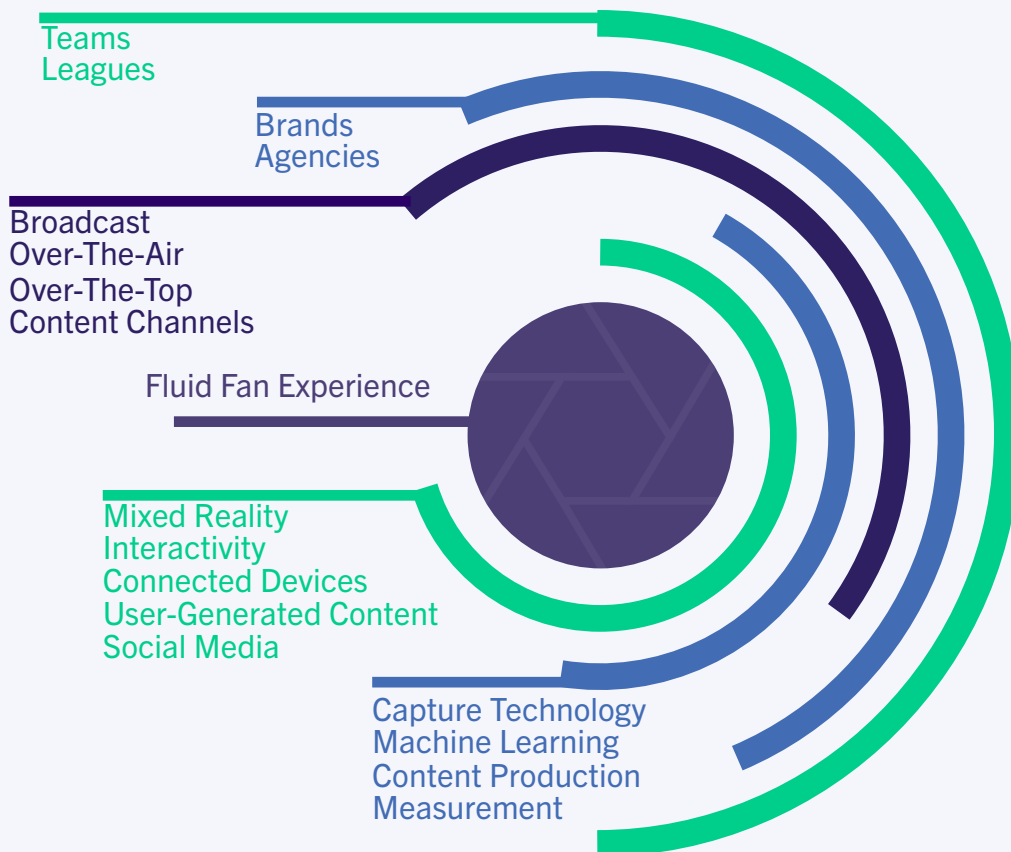 Teams
Leagues
Brands
Agencies
Broadcast
Over-The-Air
Over-The-Top
Content Channels
Fluid Fan Experience
Mixed Reality
Interactivity
Connected Devices
User-Generated Content
Social Media
Capture Technology
Machine Learning
Content Production
Measurement